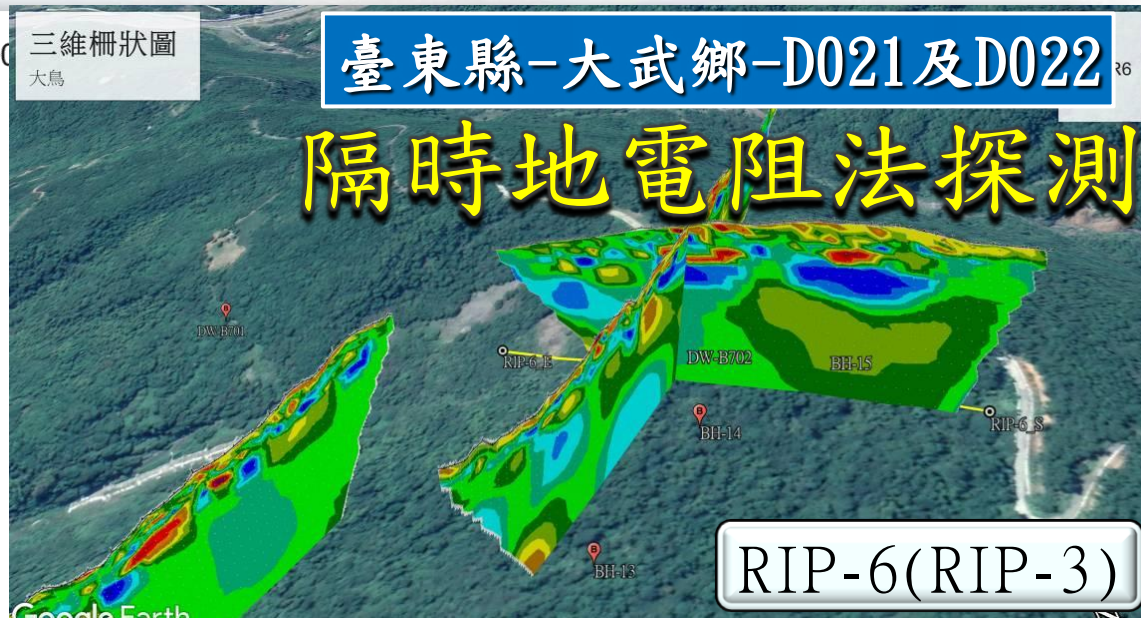 三維柵狀圖
大鳥
臺東縣-大武鄉-D021及D022
R6
隔時地電阻法探測
DW-B701
RIP-6_E
DW-B702
BH-15
BH-14
RIP-6_S
BH-13
RIP-6(RIP-3)
Google Earth
N